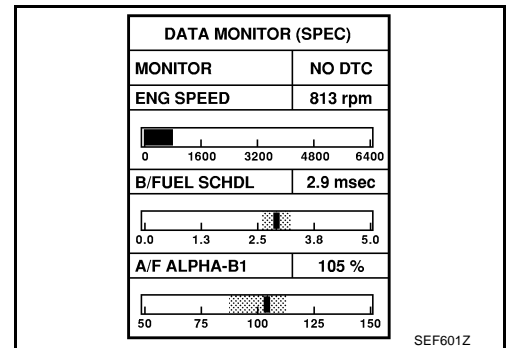 DATA MONITOR (SPEC)
MONITOR NO DTC
ENG SPEED 813 rpm
0 1600 3200 4800 6400
B/FUEL SCHDL 2.9 msec
0.0 1.3 2.5 3.8 5.0
A/F ALPHA-B1 105 %
50 75 100 125 150
SEF601Z